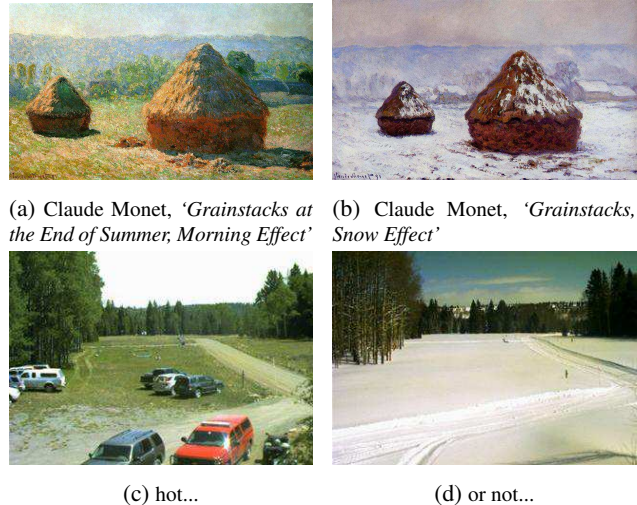 (a) Claude Monet, ‘Grainstacks at
the End of Summer, Morning Effect’
(b) Claude Monet, ‘Grainstacks,
Snow Effect’
(c) hot...
(d) or not...